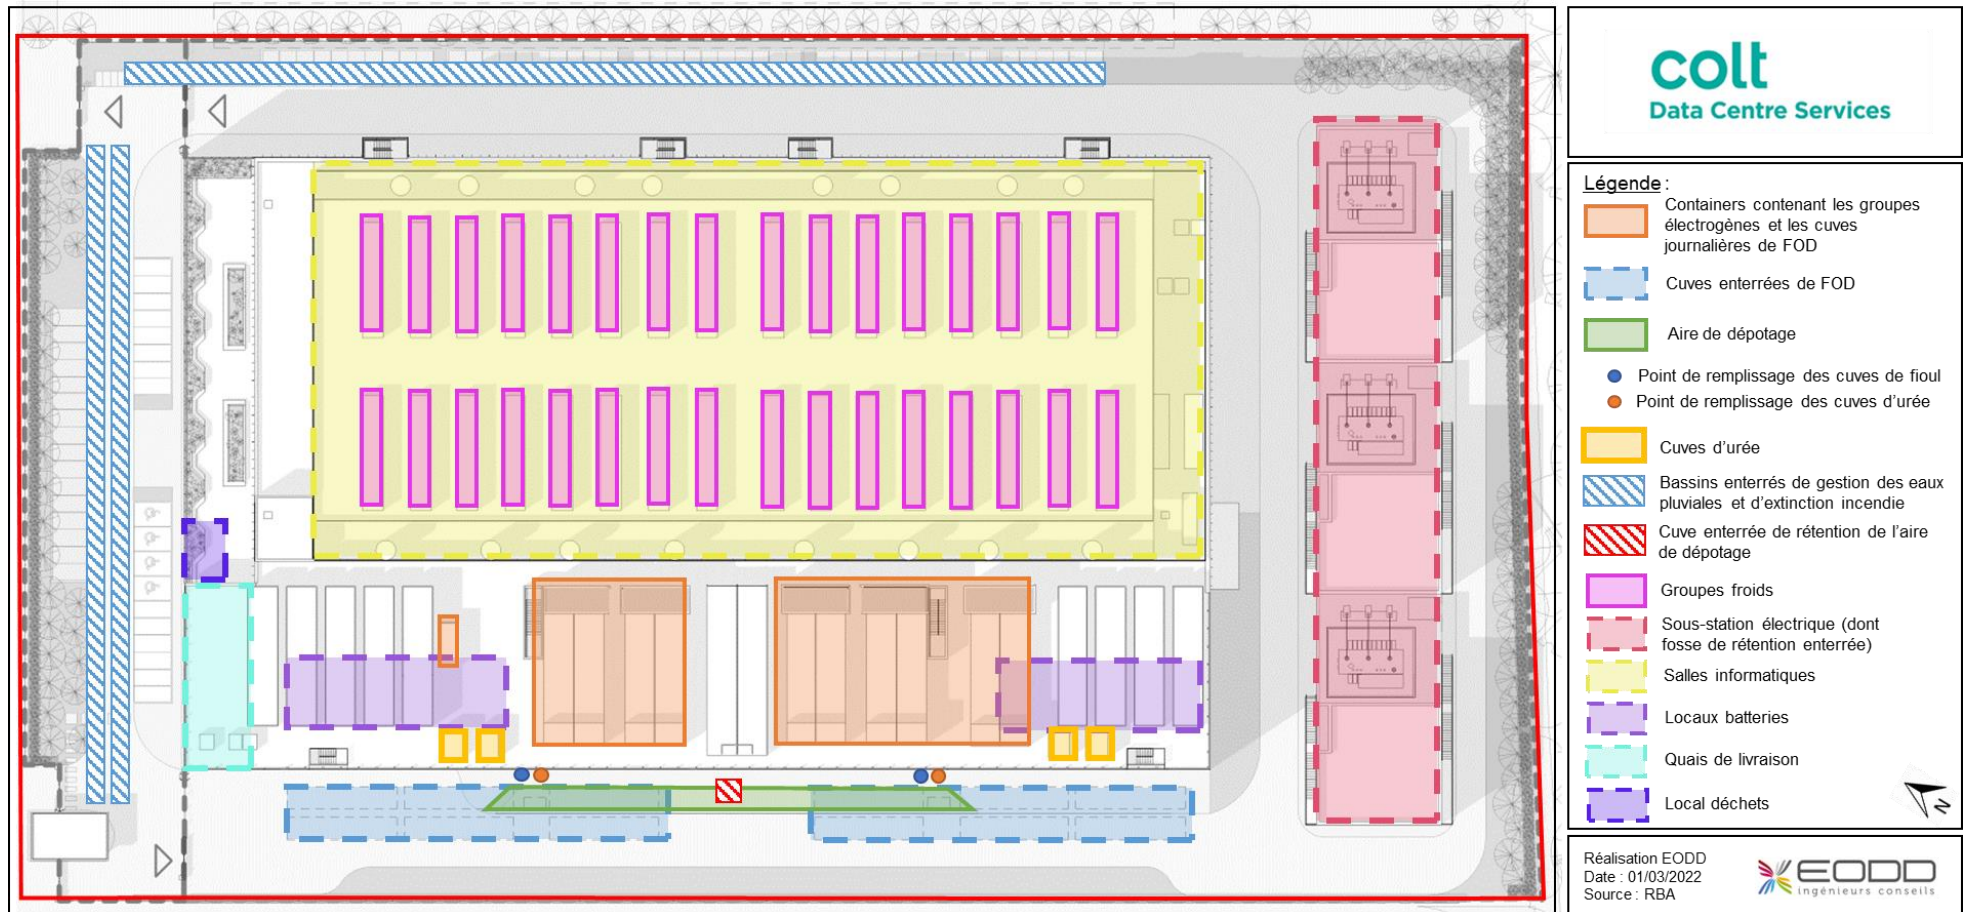 colt
Data Centre Services
Légende :
Containers contenant les groupes
électrogènes et les cuves
journalières de FOD
Cuves enterrées de FOD
Aire de dépotage
Point de remplissage des cuves de fioul
Point de remplissage des cuves d'urée
Cuves d'urée
Bassins enterrés de gestion des eaux
pluviales et d'extinction incendie
Cuve enterrée de rétention de l'aire
de dépotage
Groupes froids
Sous-station électrique (dont
fosse de rétention enterrée)
Salles informatiques
Locaux batteries
Quais de livraison
Local déchets
N
Réalisation EODD
Date : 01/03/2022
Source : RBA
EODD
ingénieurs conseils